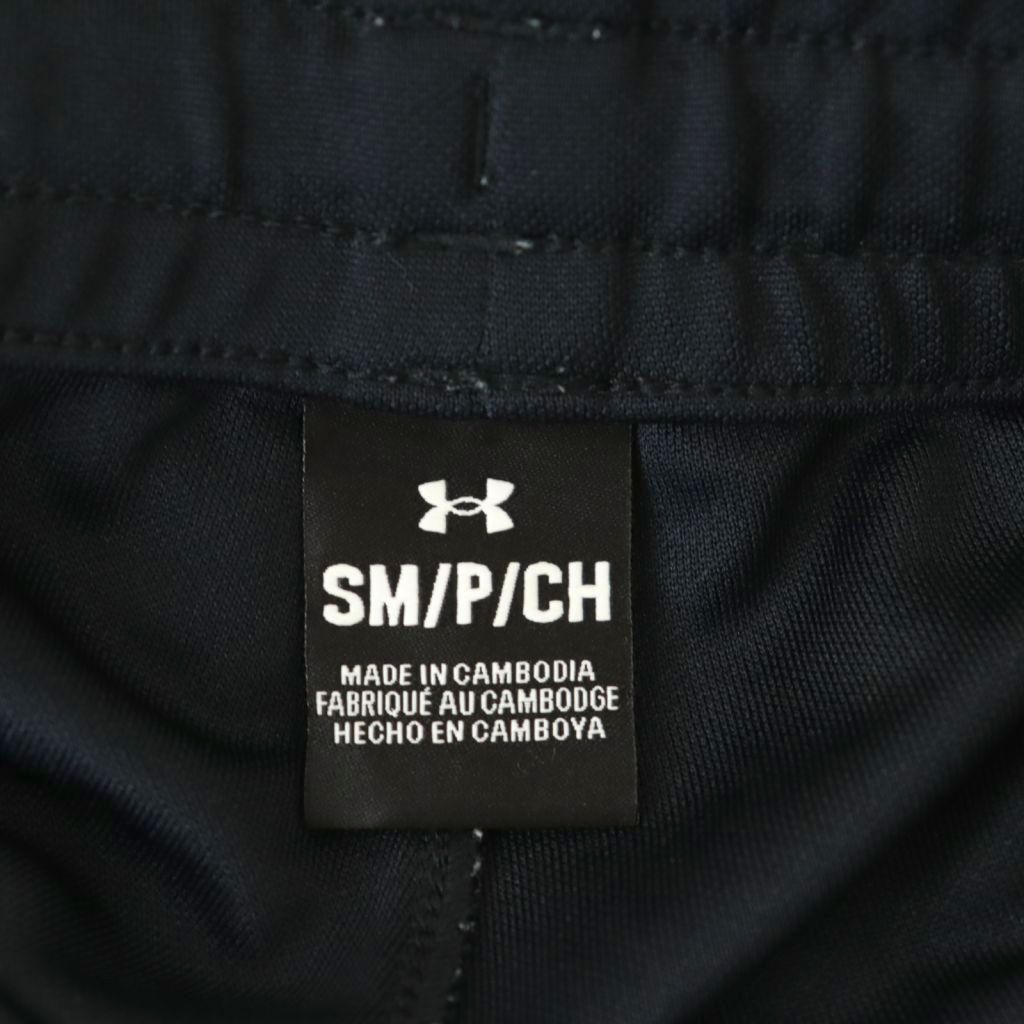 SM/P/CH
MADE IN CAMBODIA
FABRIQUÉ AU CAMBODGE
HECHO EN CAMBOYA